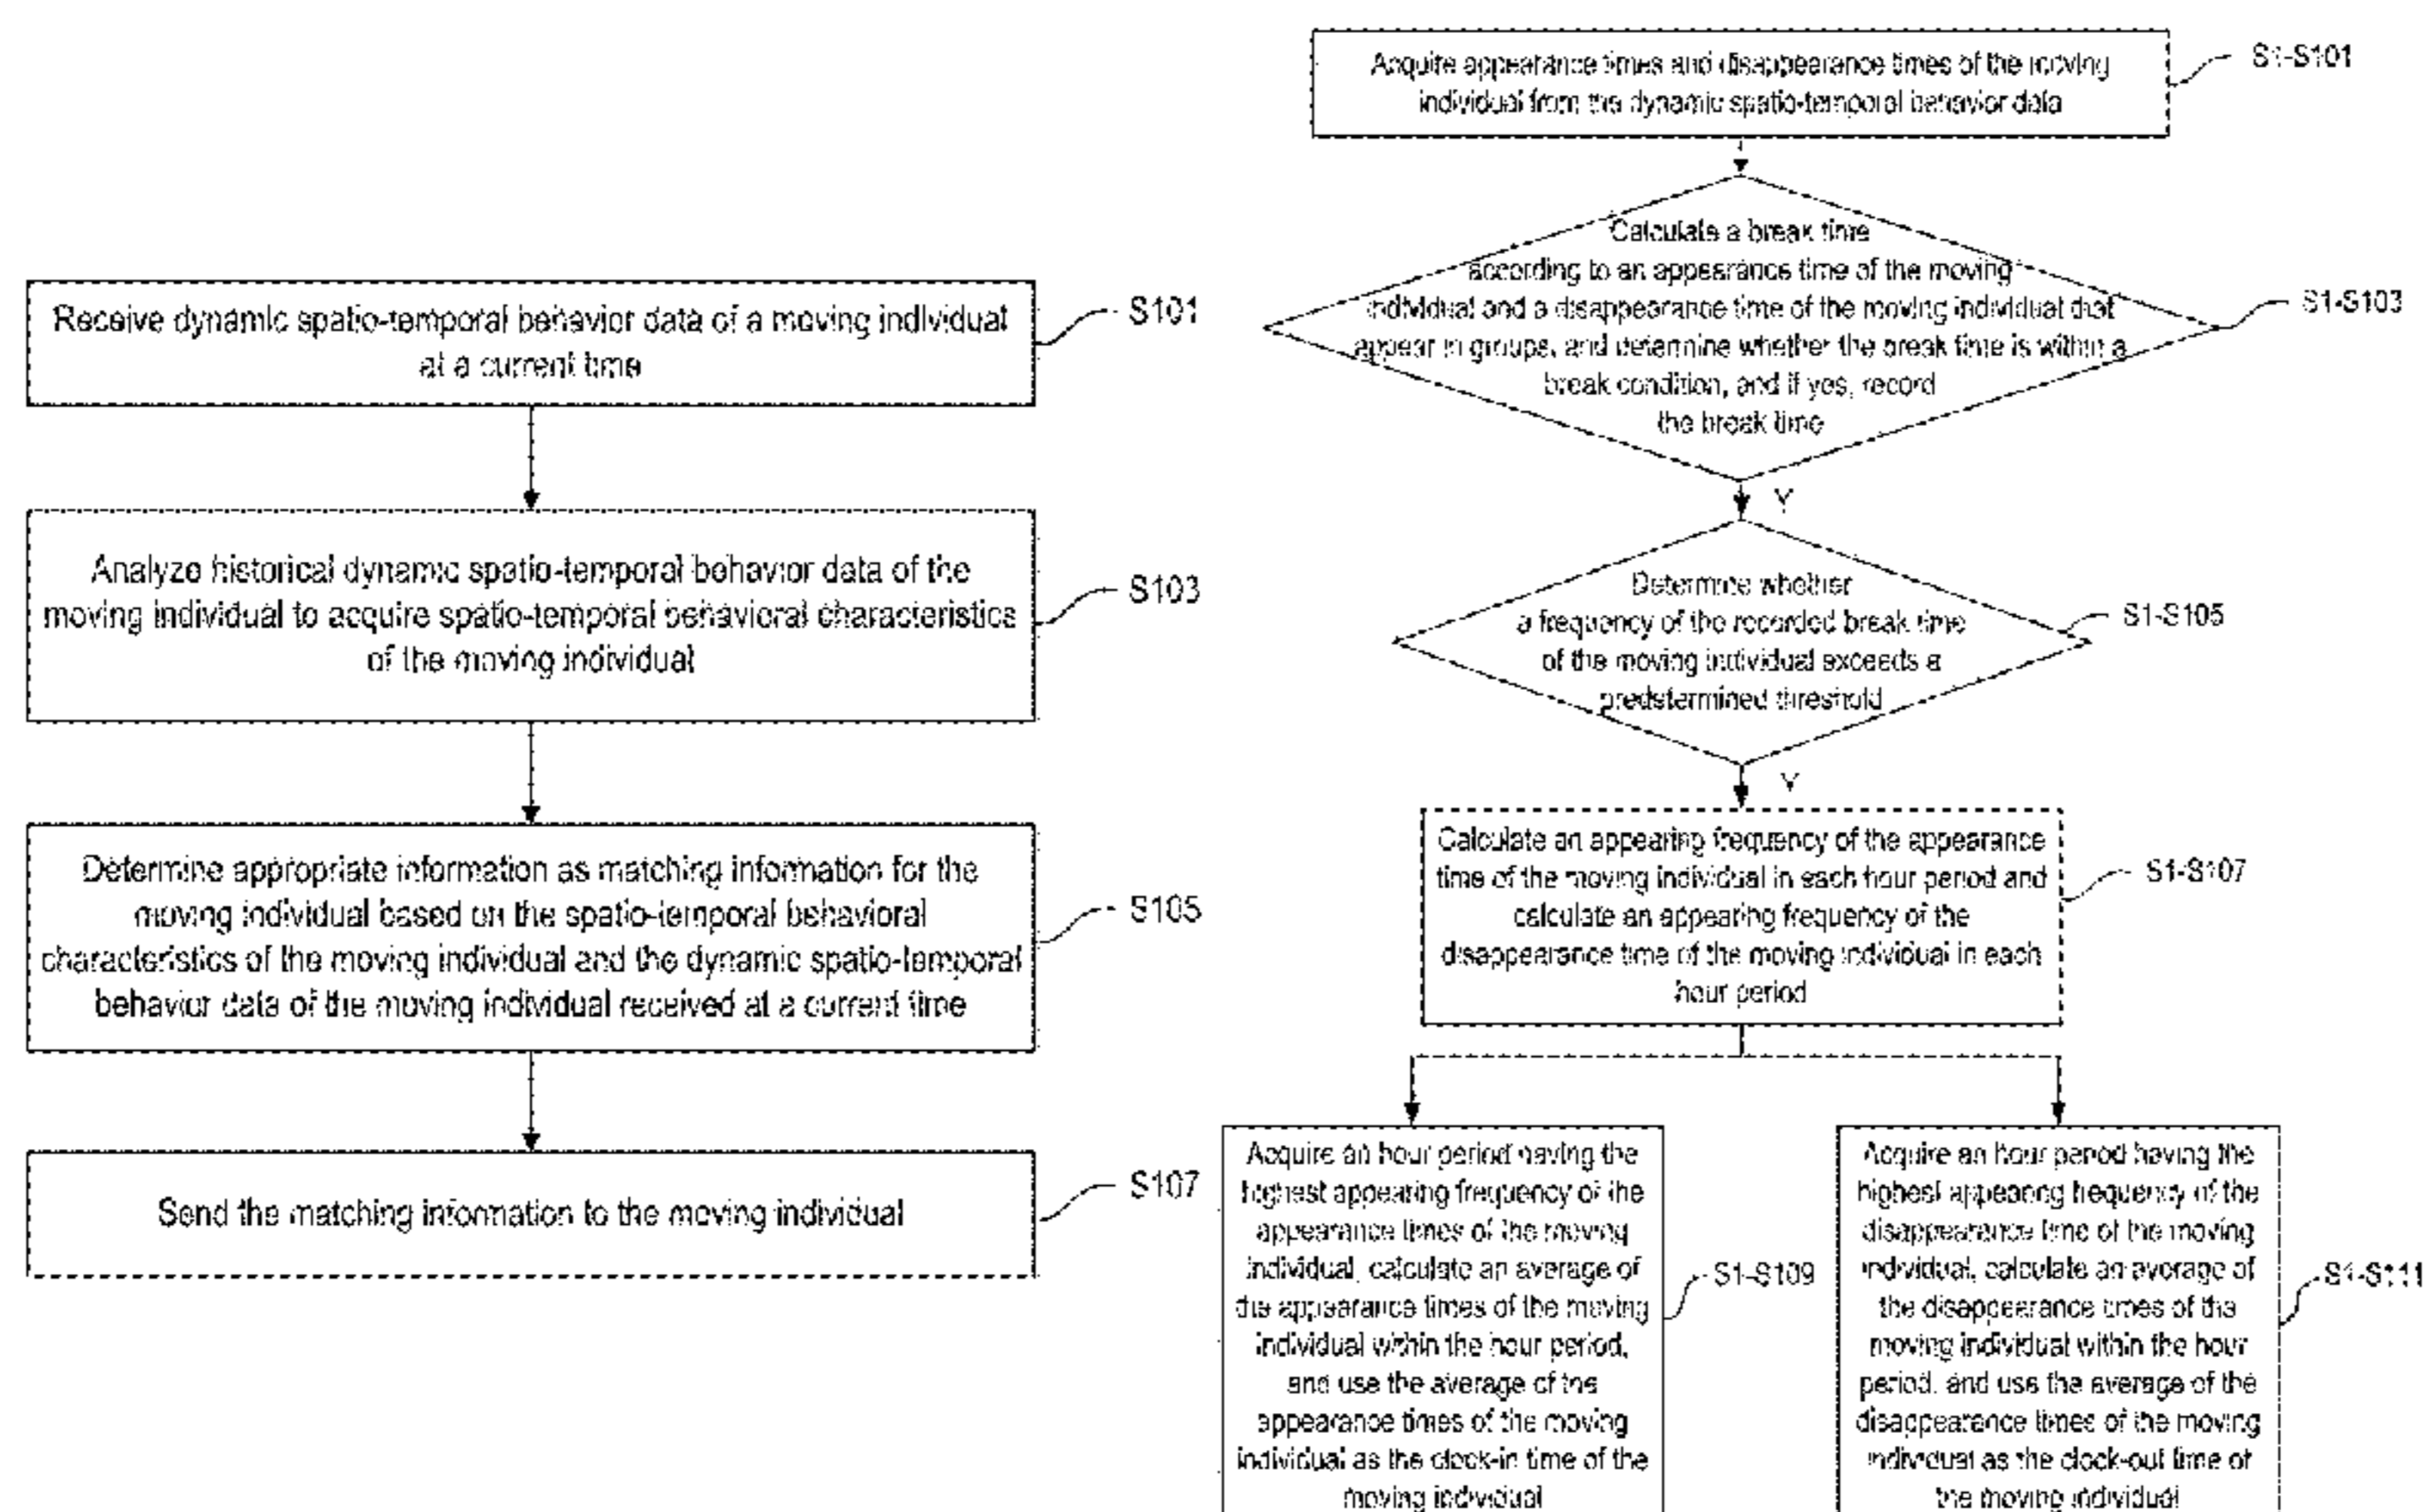 Receive dynamic spatio-temporal behavior data of a moving individual
at a current time
S101
Analyze historical dynamic spatio-temporal behavior data of the
moving individual to acquire spatio-temporal behavioral characteristics
of the moving individual
S103
Determine appropriate information as matching information for the
moving individual based on the spatio-temporal behavioral
characteristics of the moving individual and the dynamic spatio-temporal
behavior data of the moving individual received at a current time
S105
Send the matching information to the moving individual
S107
Acquire appearance times and disappearance times of the moving
individual from the dynamic spatio-temporal behavior data
S1-S101
Calculate a break time
according to an appearance time of the moving
individual and a disappearance time of the moving individual that
appear in groups, and determine whether the break time is within a
break condition, and if yes, record
the break time
S1-S103
Y
Determine whether
a frequency of the recorded break time
of the moving individual exceeds a
predetermined threshold
S1-S105
Y
Calculate an appearing frequency of the appearance
time of the moving individual in each hour period and
calculate an appearing frequency of the
disappearance time of the moving individual in each
hour period
S1-S107
Acquire an hour period having the
highest appearing frequency of the
appearance times of the moving
individual, calculate an average of
the appearance times of the moving
individual within the hour period,
and use the average of the
appearance times of the moving
individual as the clock-in time of the
moving individual
S1-S109
Acquire an hour period having the
highest appearing frequency of the
disappearance time of the moving
individual, calculate an average of
the disappearance times of the
moving individual within the hour
period, and use the average of the
disappearance times of the moving
individual as the clock-out time of
the moving individual
S1-S111